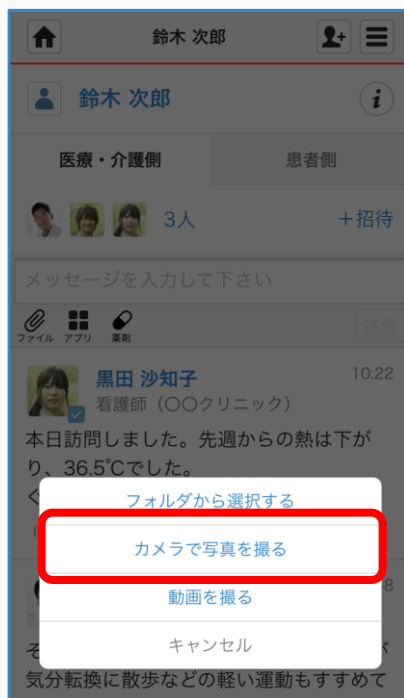 鈴木 次郎
鈴木 次郎
医療・介護側
患者側
3人
+招待
メッセージを入力して下さい
ファイル
アプリ
薬剤
送信
黒田 沙知子
10:22
看護師（〇〇クリニック）
本日訪問しました。先週からの熱は下が
り、36.5℃でした。
フォルダから選択する
カメラで写真を撮る
動画を撮る
キャンセル
気分転換に散歩などの軽い運動もすすめて